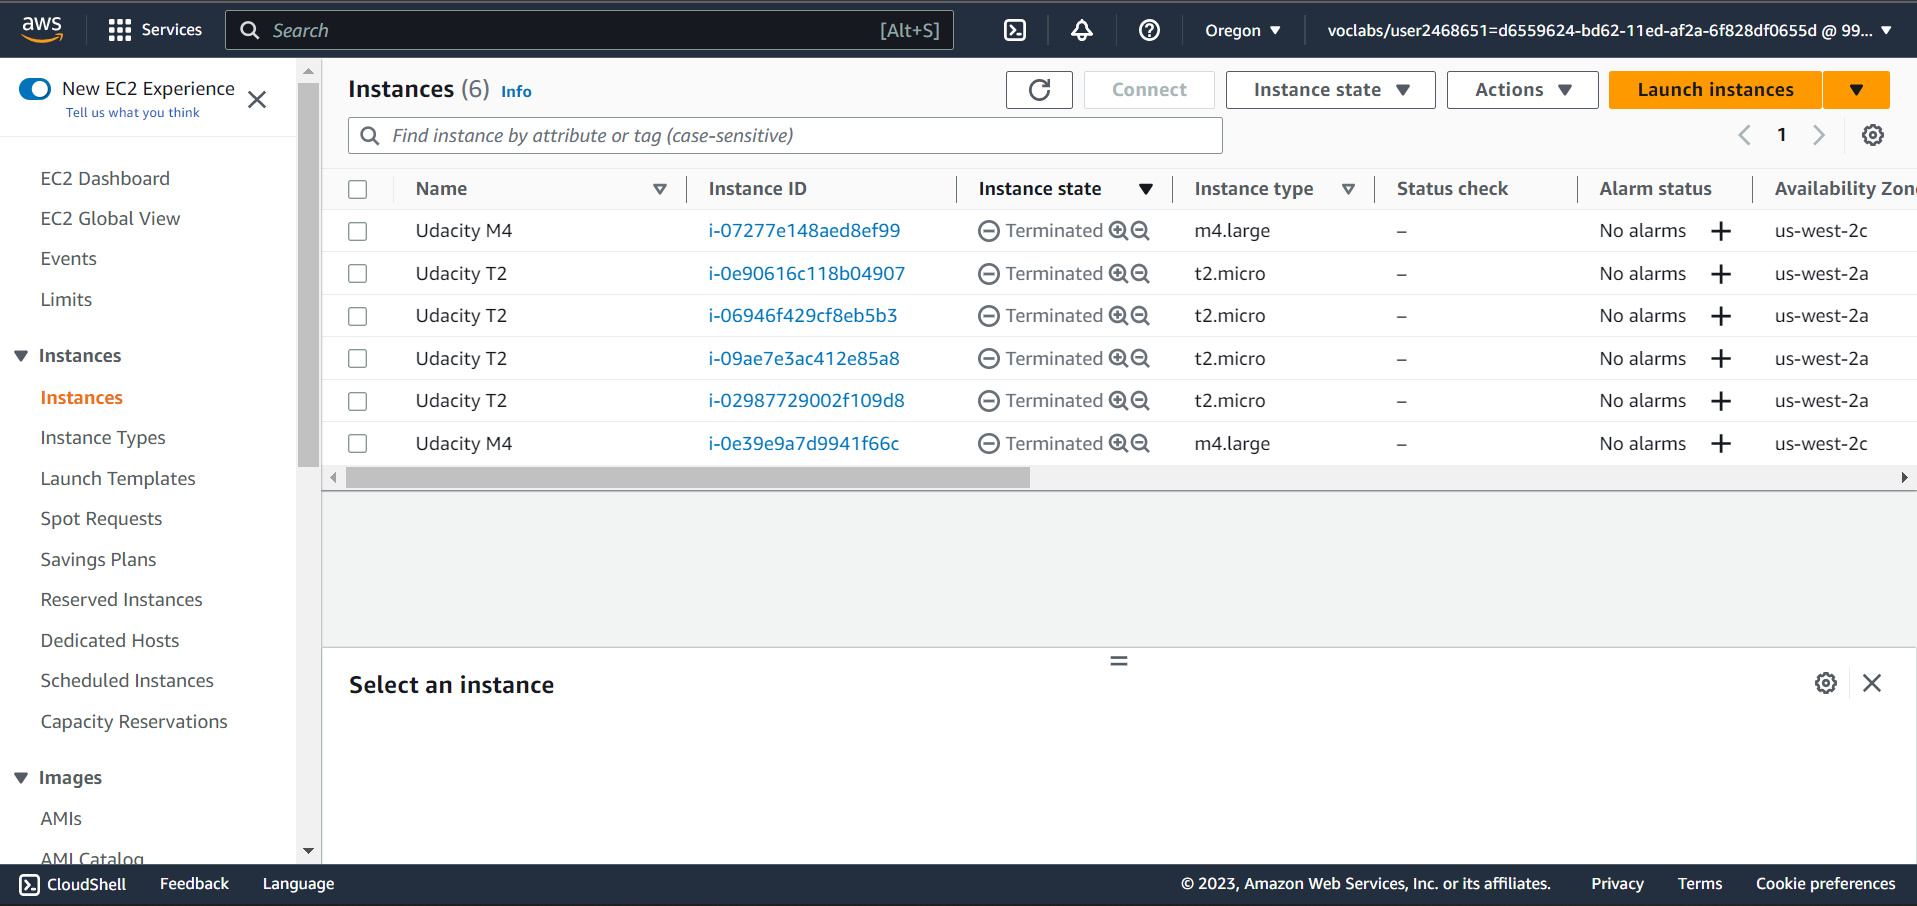 aws Services Search [Alt+S] Oregon voclabs/user2468651=d6559624-bd62-11ed-af2a-6f828df0655d @ 99...
New EC2 Experience
Tell us what you think
EC2 Dashboard
EC2 Global View
Events
Limits
Instances
Instances
Instance Types
Launch Templates
Spot Requests
Savings Plans
Reserved Instances
Dedicated Hosts
Scheduled Instances
Capacity Reservations
Images
AMIs
AMI Catalog
Instances (6) Info Connect Instance state Actions Launch instances
Find instance by attribute or tag (case-sensitive) 1
Name Instance ID Instance state Instance type Status check Alarm status Availability Zon
Udacity M4 i-07277e148aed8ef99 Terminated m4.large – No alarms us-west-2c
Udacity T2 i-0e90616c118b04907 Terminated t2.micro – No alarms us-west-2a
Udacity T2 i-06946f429cf8eb5b3 Terminated t2.micro – No alarms us-west-2a
Udacity T2 i-09ae7e3ac412e85a8 Terminated t2.micro – No alarms us-west-2a
Udacity T2 i-02987729002f109d8 Terminated t2.micro – No alarms us-west-2a
Udacity M4 i-0e39e9a7d9941f66c Terminated m4.large – No alarms us-west-2c
Select an instance
CloudShell Feedback Language © 2023, Amazon Web Services, Inc. or its affiliates. Privacy Terms Cookie preferences